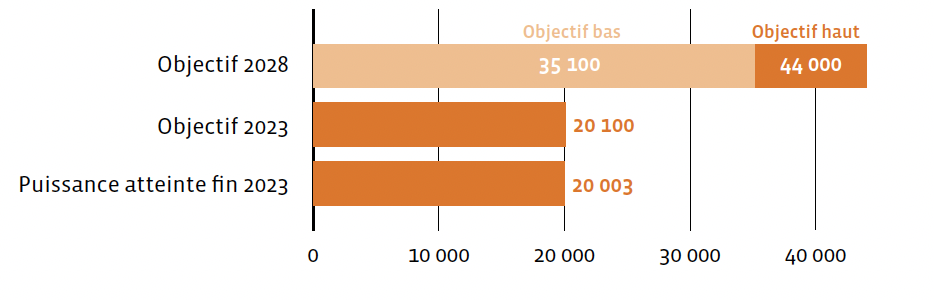 Objectif bas Objectif haut
Objectif 2028 35 100 44 000
Objectif 2023 20 100
Puissance atteinte fin 2023 20 003
0 10 000 20 000 30 000 40 000